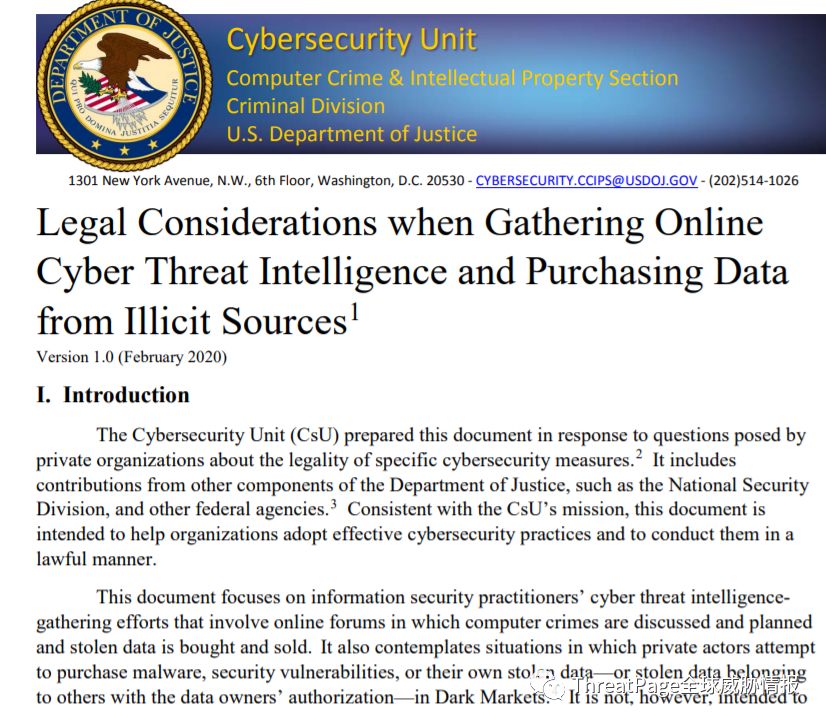 DEPARTMENT OF JUSTICE
QUI PRO DOMINA JUSTITIA SEQUITUR
Cybersecurity Unit
Computer Crime & Intellectual Property Section
Criminal Division
U.S. Department of Justice
1301 New York Avenue, N.W., 6th Floor, Washington, D.C. 20530 - CYBERSECURITY.CCIPS@USDOJ.GOV - (202)514-1026
Legal Considerations when Gathering Online
Cyber Threat Intelligence and Purchasing Data
from Illicit Sources¹
Version 1.0 (February 2020)
I. Introduction
The Cybersecurity Unit (CsU) prepared this document in response to questions posed by
private organizations about the legality of specific cybersecurity measures.² It includes
contributions from other components of the Department of Justice, such as the National Security
Division, and other federal agencies.³ Consistent with the CsU's mission, this document is
intended to help organizations adopt effective cybersecurity practices and to conduct them in a
lawful manner.
This document focuses on information security practitioners' cyber threat intelligence-
gathering efforts that involve online forums in which computer crimes are discussed and planned
and stolen data is bought and sold. It also contemplates situations in which private actors attempt
to purchase malware, security vulnerabilities, or their own stolen data—or stolen data belonging
to others with the data owners' authorization—in Dark Markets. It is not, however, intended to
ThreatPage全球威胁情报